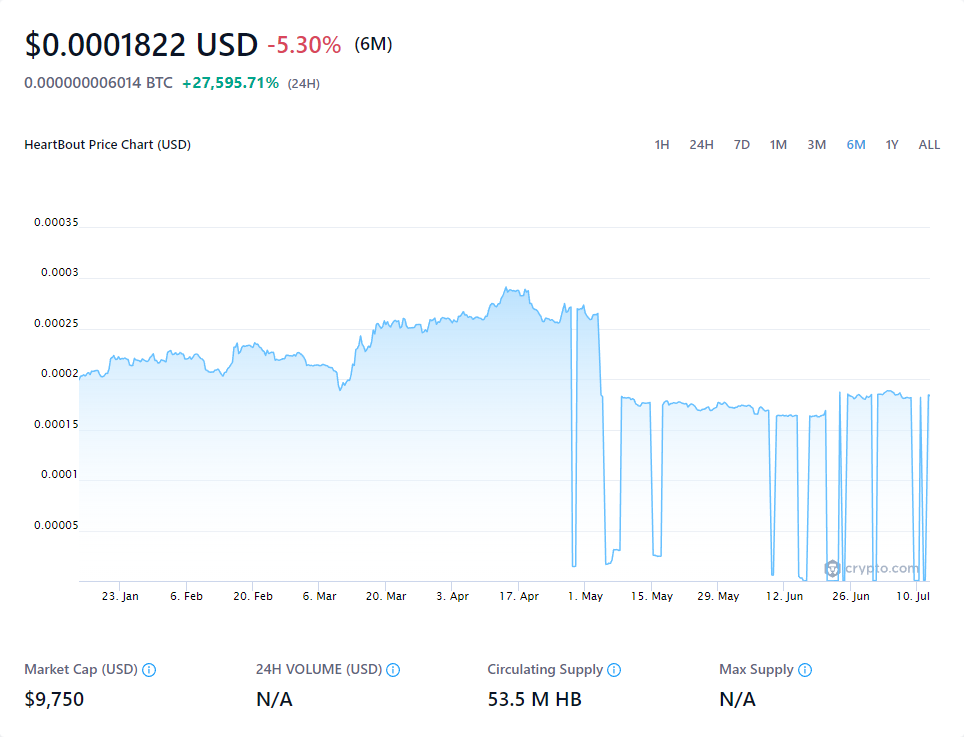 $0.0001822 USD -5.30% (6M)
0.000000006014 BTC +27,595.71% (24H)
HeartBout Price Chart (USD) 1H 24H 7D 1M 3M 6M 1Y ALL
0.00035
0.0003
0.00025
0.0002
0.00015
0.0001
0.00005
crypto.com
23. Jan 6. Feb 20. Feb 6. Mar 20. Mar 3. Apr 17. Apr 1. May 15. May 29. May 12. Jun 26. Jun 10. Jul
Market Cap (USD) 24H VOLUME (USD) Circulating Supply Max Supply
$9,750 N/A 53.5 M HB N/A